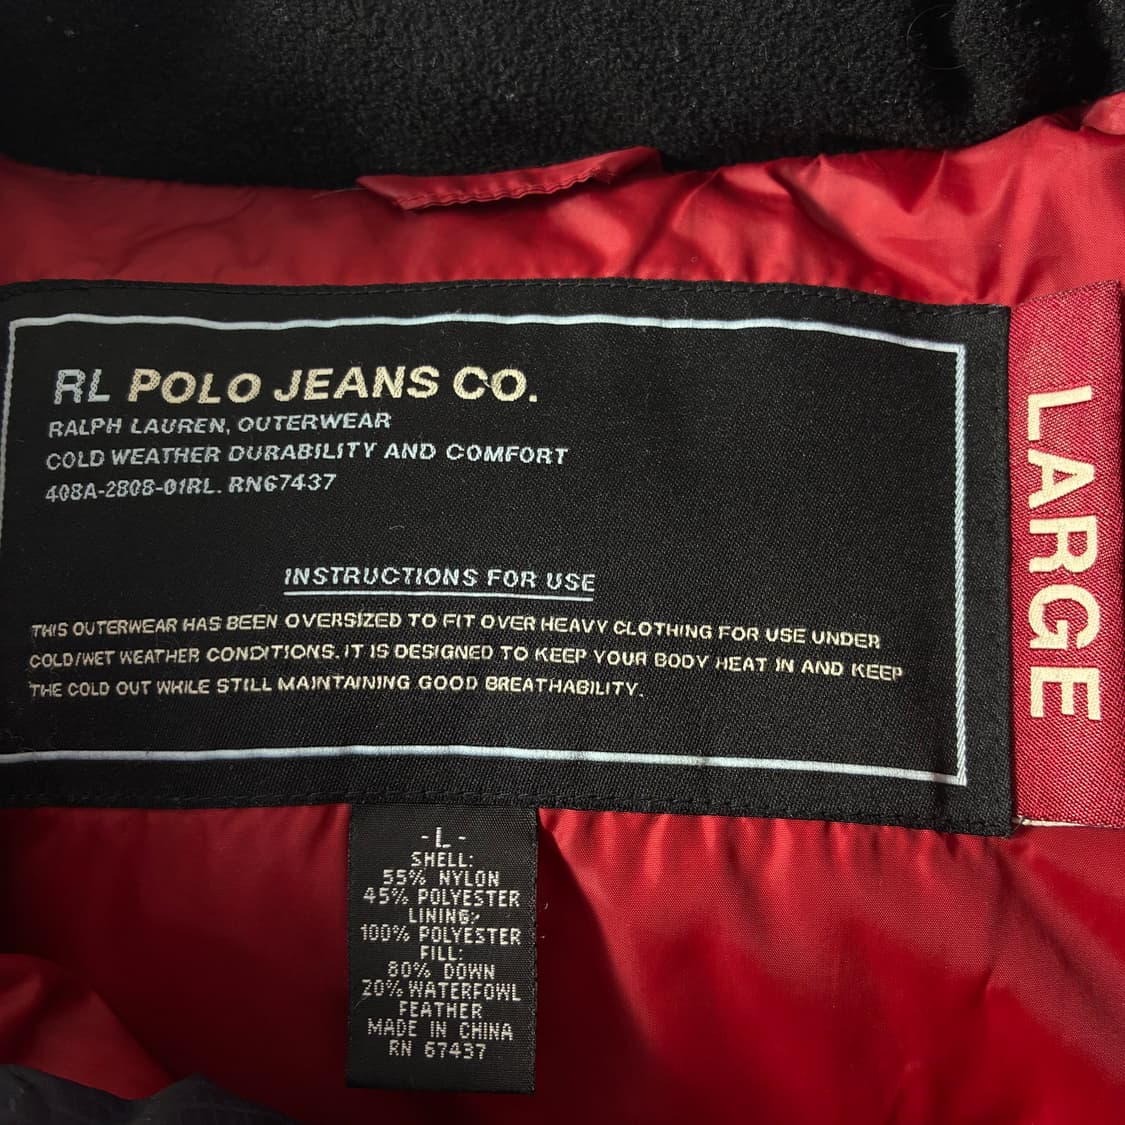 RL POLO JEANS CO.
RALPH LAUREN, OUTERWEAR
COLD WEATHER DURABILITY AND COMFORT
408A-2808-01RL. RN67437
INSTRUCTIONS FOR USE
THIS OUTERWEAR HAS BEEN OVERSIZED TO FIT OVER HEAVY CLOTHING FOR USE UNDER
COLD/WET WEATHER CONDITIONS. IT IS DESIGNED TO KEEP YOUR BODY HEAT IN AND KEEP
THE COLD OUT WHILE STILL MAINTAINING GOOD BREATHABILITY.
LARGE
-L-
SHELL:
55% NYLON
45% POLYESTER
LINING:
100% POLYESTER
FILL:
80% DOWN
20% WATERFOWL
FEATHER
MADE IN CHINA
RN 67437